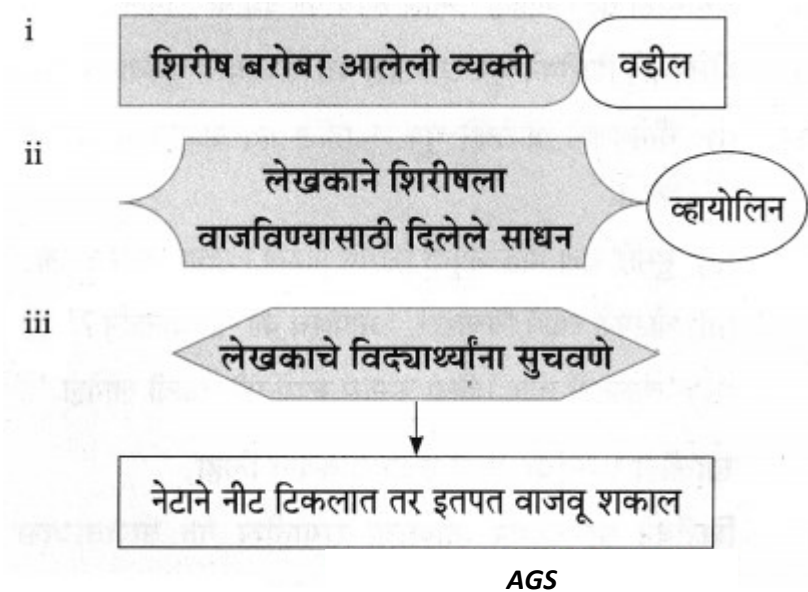 i
शिरीष बरोबर आलेली व्यक्ती वडील
ii
लेखकाने शिरीषला
वाजविण्यासाठी दिलेले साधन व्हायोलिन
iii
लेखकाचे विद्यार्थ्यांना सुचवणे
नेटाने नीट टिकलात तर इतपत वाजवू शकाल
AGS